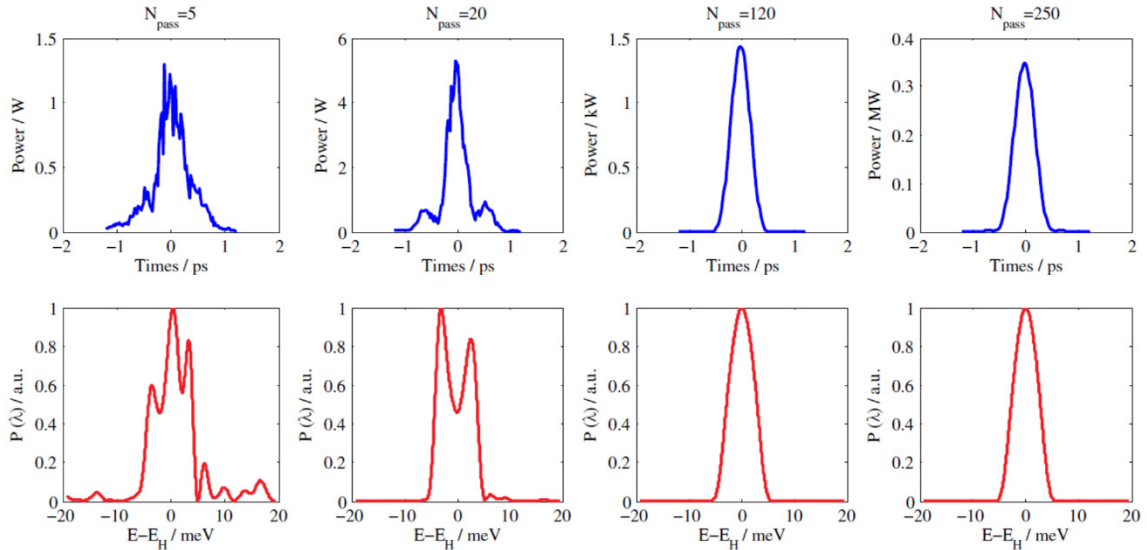 N_pass=5 N_pass=20 N_pass=120 N_pass=250
1.5 6 1.5 0.4
1 4 1 0.3
0.2
0.5 2 0.5 0.1
0 0 0 0
Power / W Power / W Power / kW Power / MW
−2 −1 0 1 2 −2 −1 0 1 2 −2 −1 0 1 2 −2 −1 0 1 2
Times / ps Times / ps Times / ps Times / ps
1 1 1 1
0.8 0.8 0.8 0.8
0.6 0.6 0.6 0.6
0.4 0.4 0.4 0.4
0.2 0.2 0.2 0.2
0 0 0 0
P (λ) / a.u. P (λ) / a.u. P (λ) / a.u. P (λ) / a.u.
−20 −10 0 10 20 −20 −10 0 10 20 −20 −10 0 10 20 −20 −10 0 10 20
E−E_H / meV E−E_H / meV E−E_H / meV E−E_H / meV